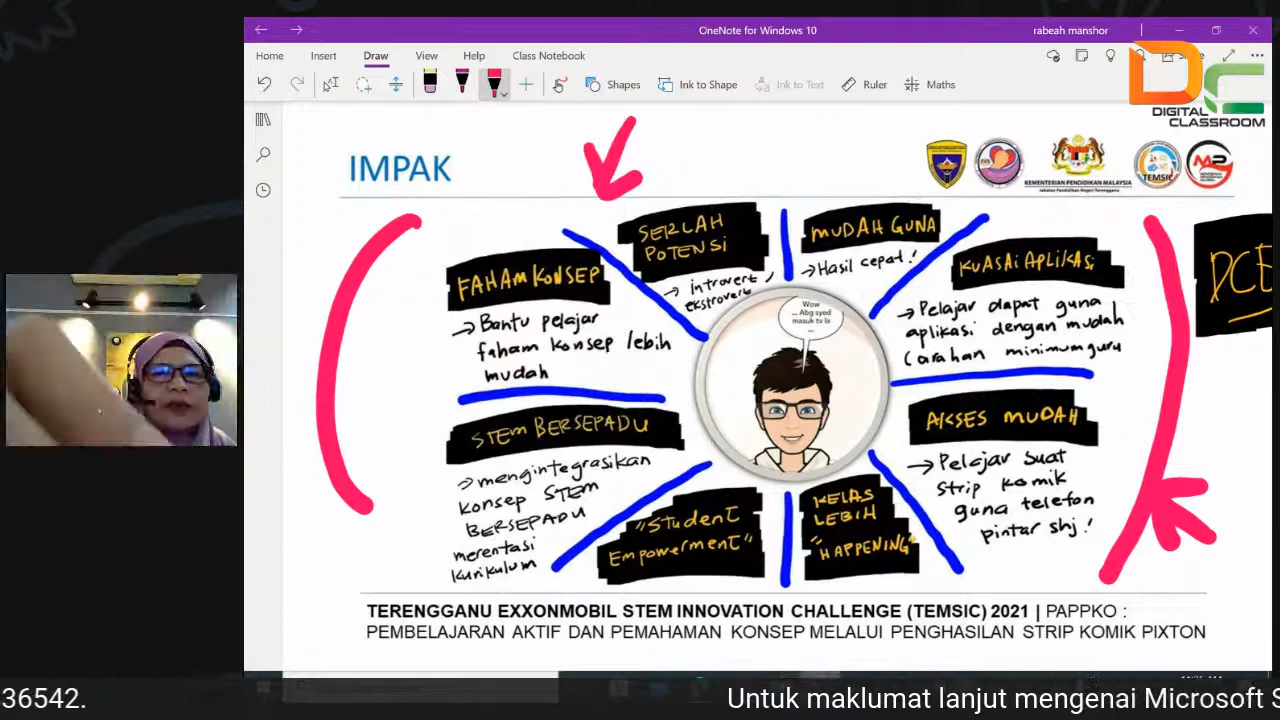 OneNote for Windows 10
rabeah manshor
Home Insert Draw View Help Class Notebook
Shapes Ink to Shape Ink to Text Ruler Maths
DIGITAL
CLASSROOM
IMPAK
KEMENTERIAN PENDIDIKAN MALAYSIA
Jabatan Pendidikan Negeri Terengganu
TEMSIC
MP
SERLAH
POTENSI
→ introvert /
ekstrovert
MUDAH GUNA
→ Hasil cepat!
FAHAM KONSEP
→ Bantu pelajar
faham konsep lebih
mudah
KUASAI APLIKASI
→ Pelajar dapat guna
aplikasi dengan mudah
(arahan minimum guru
DCE
Wow
... Abg syed
masuk tv la
...
STEM BERSEPADU
→ mengintegrasikan
konsep STEM
BERSEPADU
merentasi
kurikulum
AKSES MUDAH
→ Pelajar buat
strip komik
guna telefon
pintar shj!
"Student
Empowerment"
KELAS
LEBIH
"HAPPENING"
TERENGGANU EXXONMOBIL STEM INNOVATION CHALLENGE (TEMSIC) 2021 | PAPPKO :
PEMBELAJARAN AKTIF DAN PEMAHAMAN KONSEP MELALUI PENGHASILAN STRIP KOMIK PIXTON
36542.
Untuk maklumat lanjut mengenai Microsoft S